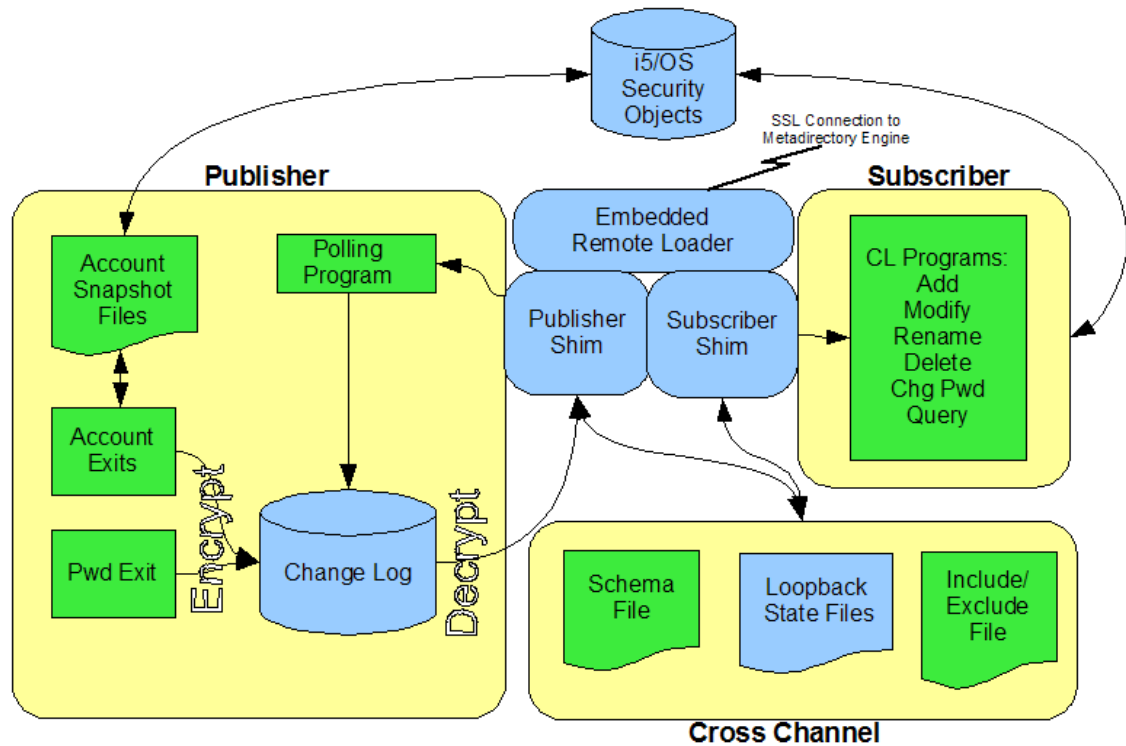 i5/OS
Security
Objects
SSL Connection to
Metadirectory Engine
Publisher
Subscriber
Embedded
Remote Loader
Account
Snapshot
Files
Polling
Program
Publisher
Shim
Subscriber
Shim
CL Programs:
Add
Modify
Rename
Delete
Chg Pwd
Query
Account
Exits
Encrypt
Decrypt
Pwd Exit
Change Log
Schema
File
Loopback
State Files
Include/
Exclude
File
Cross Channel